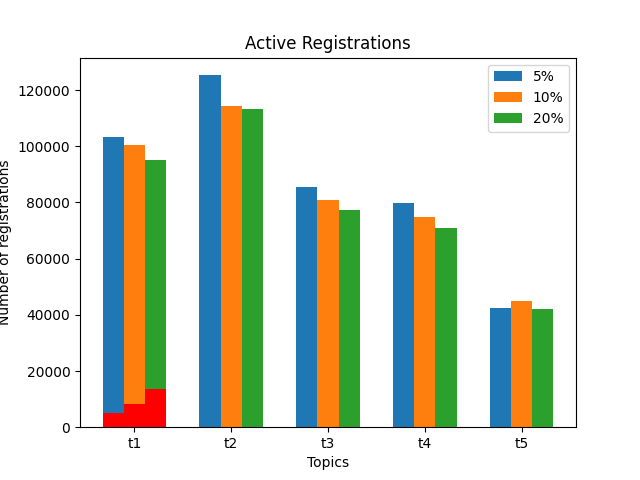 Active Registrations
Number of registrations
120000
100000
80000
60000
40000
20000
0
5%
10%
20%
t1 t2 t3 t4 t5
Topics